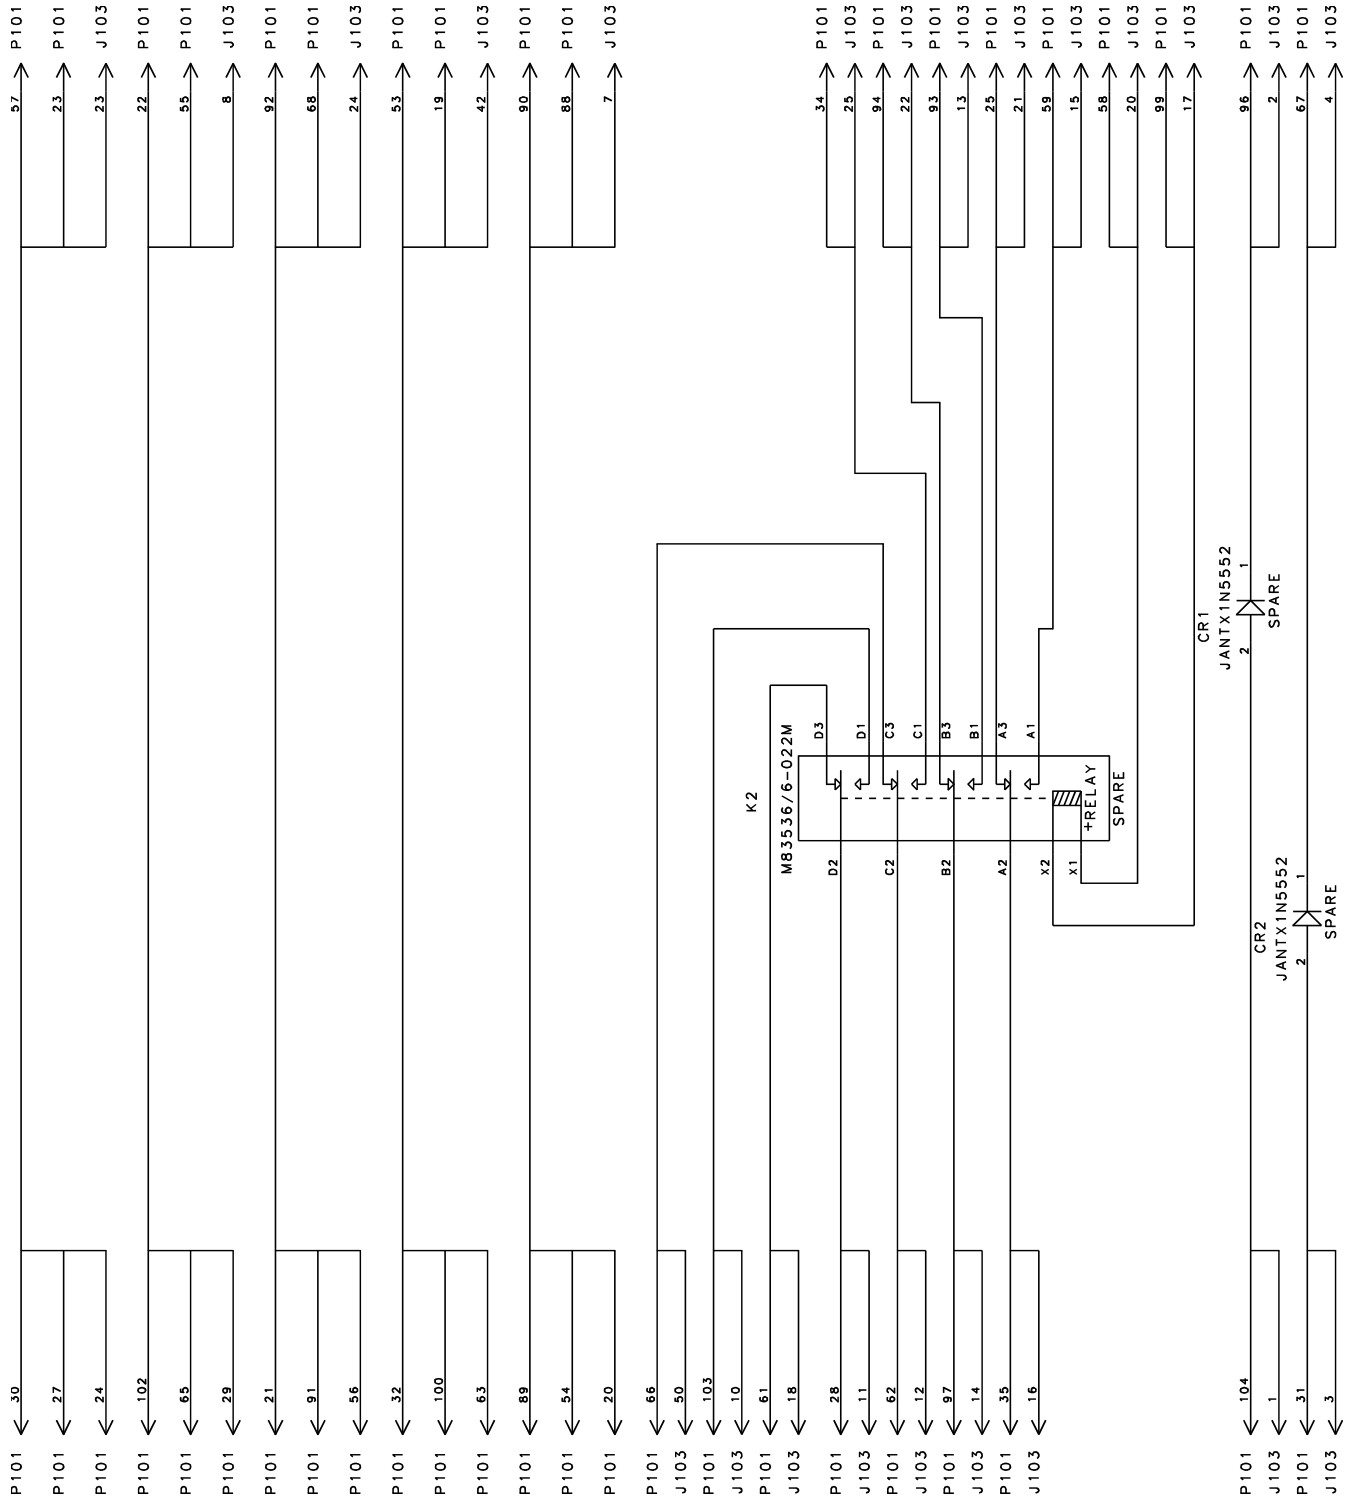 P101 57
P101 23
J103 23
P101 22
P101 55
J103 8
P101 92
P101 68
J103 24
P101 53
P101 19
J103 42
P101 90
P101 88
J103 7
P101 34
J103 25
P101 94
J103 22
P101 93
J103 13
P101 25
J103 21
P101 59
J103 15
P101 58
J103 20
P101 99
J103 17
P101 96
J103 2
P101 67
J103 4
K2
M83536/6-022M
D3
D1
C3
C1
B3
B1
A3
A1
D2
C2
B2
A2
X2
X1
+RELAY
SPARE
CR1
JANTX1N5552
2
1
SPARE
CR2
JANTX1N5552
2
1
SPARE
P101 30
P101 27
P101 24
P101 102
P101 65
P101 29
P101 21
P101 91
P101 56
P101 32
P101 100
P101 63
P101 89
P101 54
P101 20
P101 66
J103 50
P101 103
J103 10
P101 61
J103 18
P101 28
J103 11
P101 62
J103 12
P101 97
J103 14
P101 35
J103 16
P101 104
J103 1
P101 31
J103 3